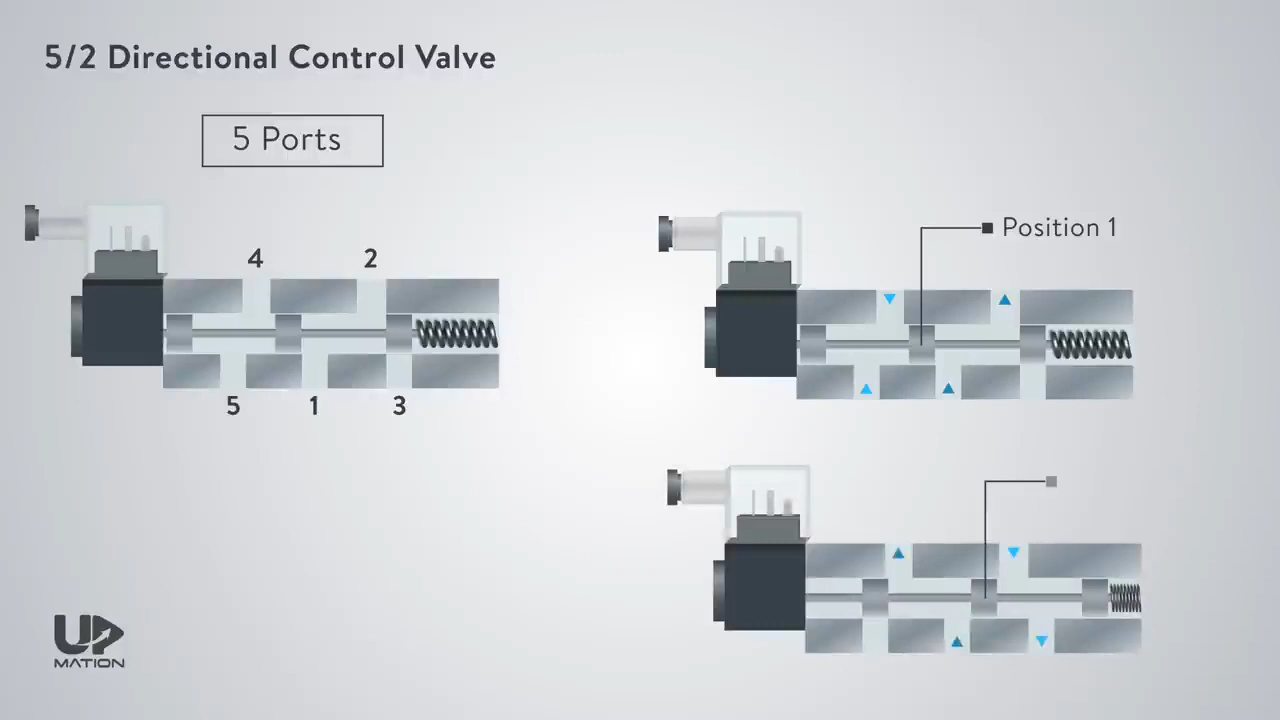 5/2 Directional Control Valve
5 Ports
4 2
5 1 3
Position 1
UP
MATION